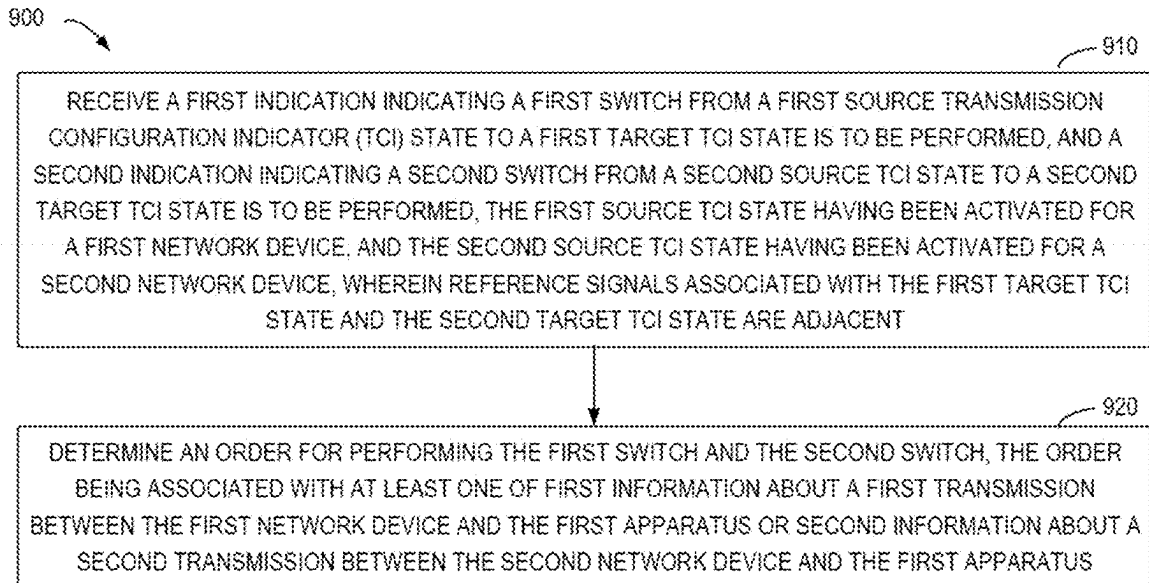 900
910
RECEIVE A FIRST INDICATION INDICATING A FIRST SWITCH FROM A FIRST SOURCE TRANSMISSION
CONFIGURATION INDICATOR (TCI) STATE TO A FIRST TARGET TCI STATE IS TO BE PERFORMED, AND A
SECOND INDICATION INDICATING A SECOND SWITCH FROM A SECOND SOURCE TCI STATE TO A SECOND
TARGET TCI STATE IS TO BE PERFORMED, THE FIRST SOURCE TCI STATE HAVING BEEN ACTIVATED FOR
A FIRST NETWORK DEVICE, AND THE SECOND SOURCE TCI STATE HAVING BEEN ACTIVATED FOR A
SECOND NETWORK DEVICE, WHEREIN REFERENCE SIGNALS ASSOCIATED WITH THE FIRST TARGET TCI
STATE AND THE SECOND TARGET TCI STATE ARE ADJACENT
920
DETERMINE AN ORDER FOR PERFORMING THE FIRST SWITCH AND THE SECOND SWITCH, THE ORDER
BEING ASSOCIATED WITH AT LEAST ONE OF FIRST INFORMATION ABOUT A FIRST TRANSMISSION
BETWEEN THE FIRST NETWORK DEVICE AND THE FIRST APPARATUS OR SECOND INFORMATION ABOUT A
SECOND TRANSMISSION BETWEEN THE SECOND NETWORK DEVICE AND THE FIRST APPARATUS